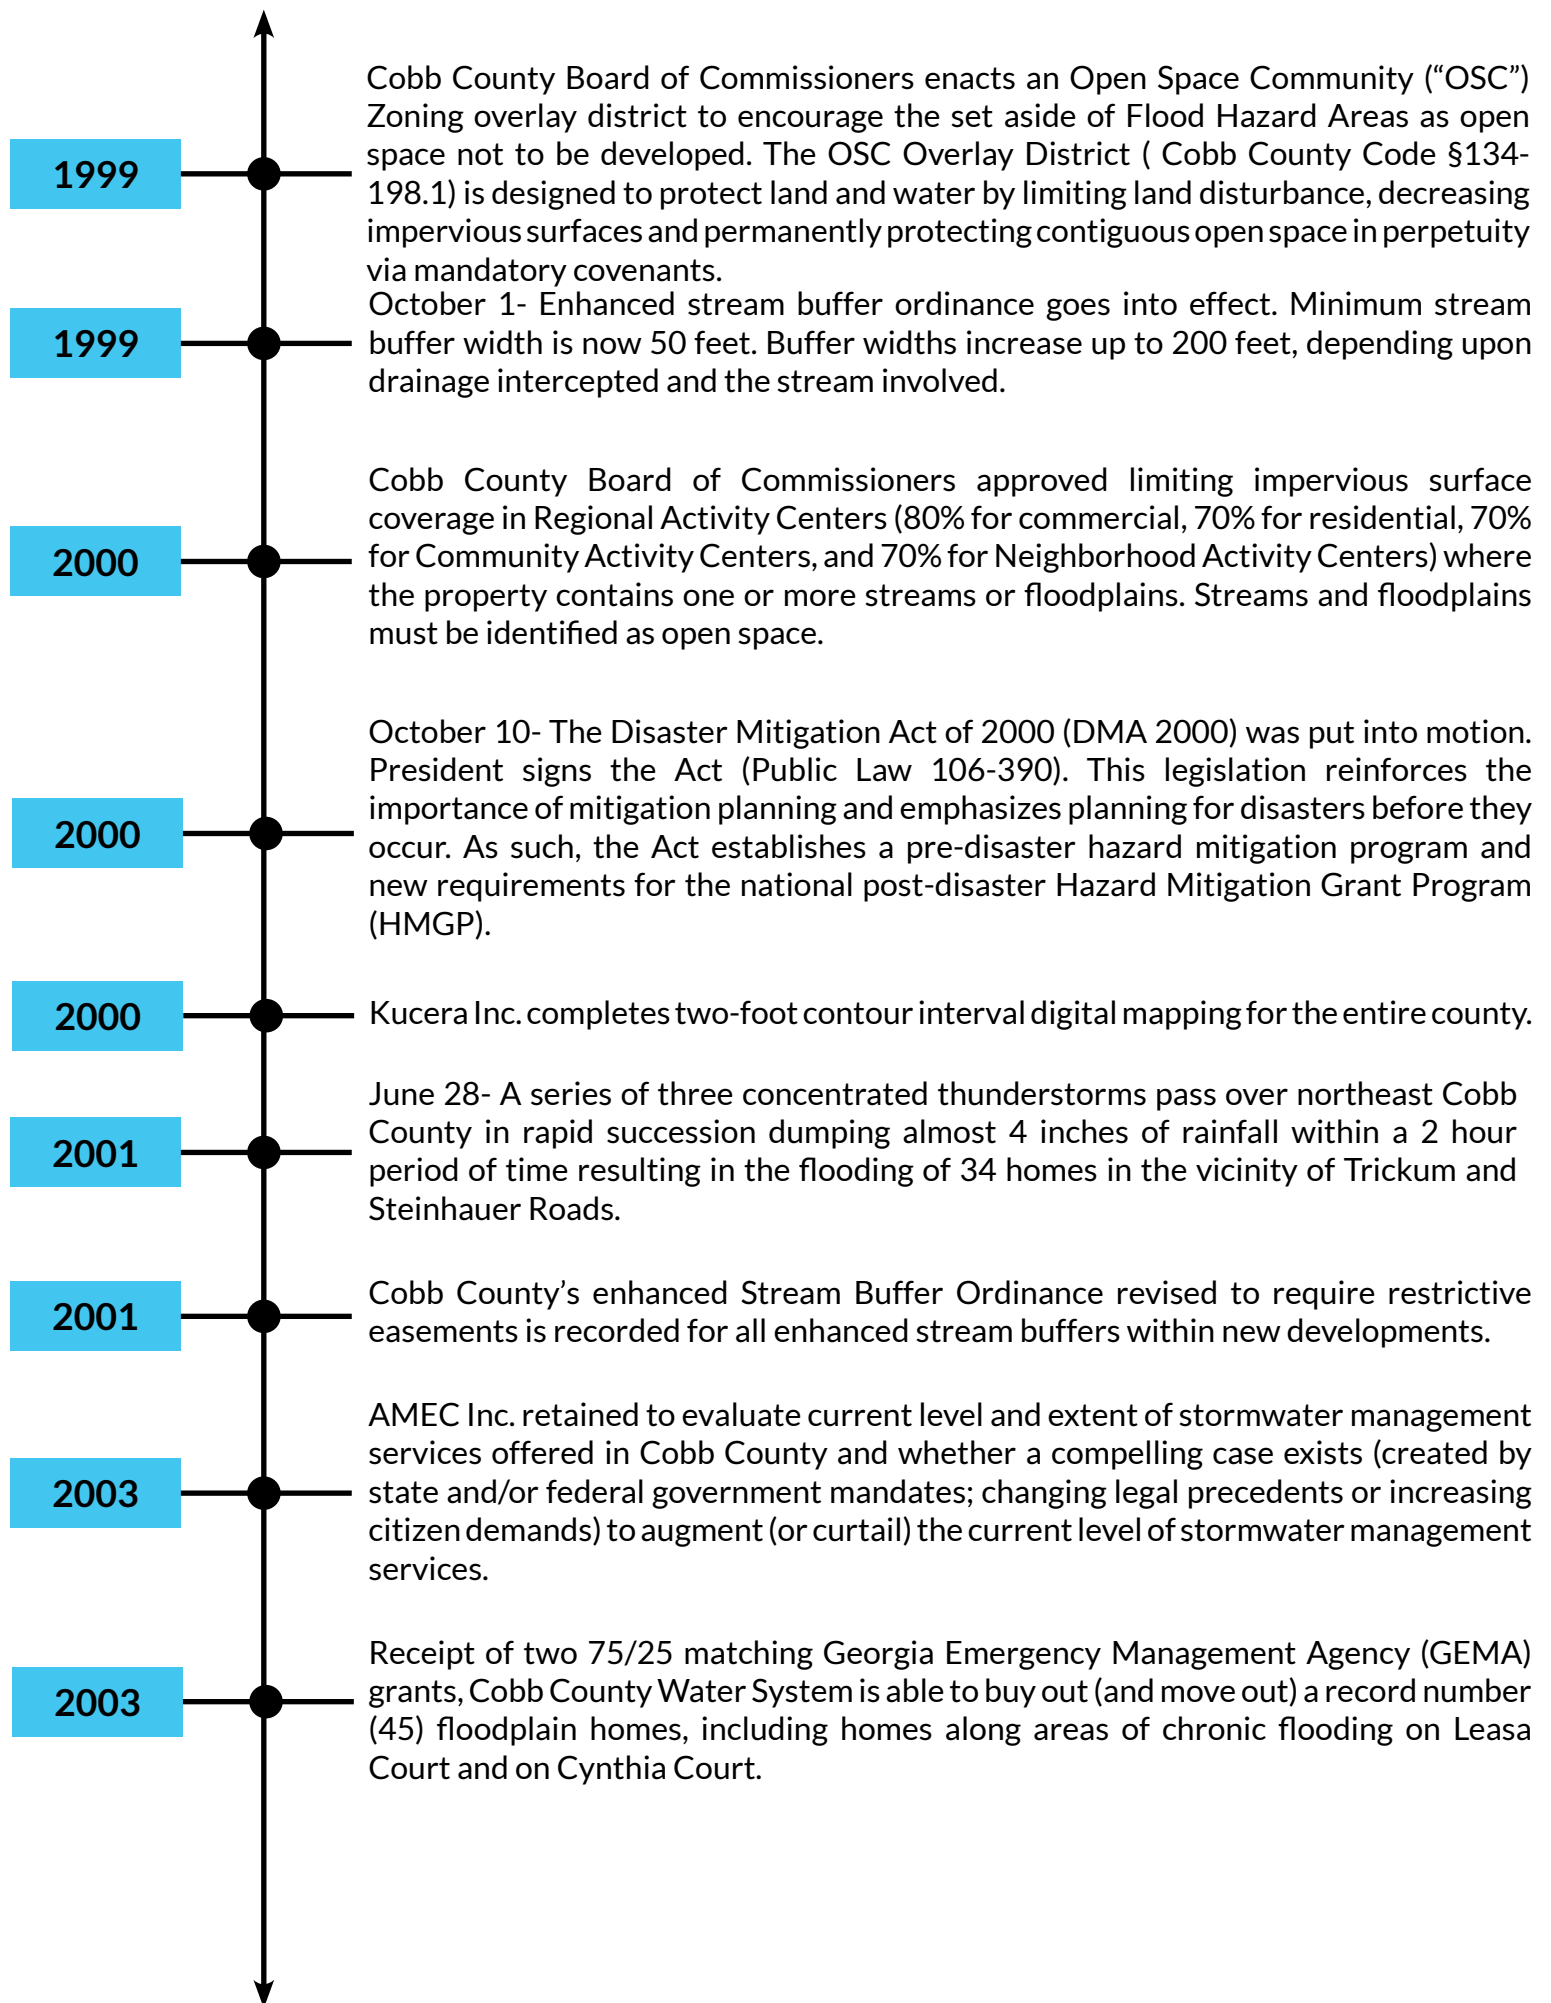 Cobb County Board of Commissioners enacts an Open Space Community (“OSC”)
Zoning overlay district to encourage the set aside of Flood Hazard Areas as open
space not to be developed. The OSC Overlay District ( Cobb County Code §134-
198.1) is designed to protect land and water by limiting land disturbance, decreasing
impervious surfaces and permanently protecting contiguous open space in perpetuity
via mandatory covenants.
1999
October 1- Enhanced stream buffer ordinance goes into effect. Minimum stream
buffer width is now 50 feet. Buffer widths increase up to 200 feet, depending upon
drainage intercepted and the stream involved.
1999
Cobb County Board of Commissioners approved limiting impervious surface
coverage in Regional Activity Centers (80% for commercial, 70% for residential, 70%
for Community Activity Centers, and 70% for Neighborhood Activity Centers) where
the property contains one or more streams or floodplains. Streams and floodplains
must be identified as open space.
2000
October 10- The Disaster Mitigation Act of 2000 (DMA 2000) was put into motion.
President signs the Act (Public Law 106-390). This legislation reinforces the
importance of mitigation planning and emphasizes planning for disasters before they
occur. As such, the Act establishes a pre-disaster hazard mitigation program and
new requirements for the national post-disaster Hazard Mitigation Grant Program
(HMGP).
2000
Kucera Inc. completes two-foot contour interval digital mapping for the entire county.
2000
June 28- A series of three concentrated thunderstorms pass over northeast Cobb
County in rapid succession dumping almost 4 inches of rainfall within a 2 hour
period of time resulting in the flooding of 34 homes in the vicinity of Trickum and
Steinhauer Roads.
2001
Cobb County’s enhanced Stream Buffer Ordinance revised to require restrictive
easements is recorded for all enhanced stream buffers within new developments.
2001
AMEC Inc. retained to evaluate current level and extent of stormwater management
services offered in Cobb County and whether a compelling case exists (created by
state and/or federal government mandates; changing legal precedents or increasing
citizen demands) to augment (or curtail) the current level of stormwater management
services.
2003
Receipt of two 75/25 matching Georgia Emergency Management Agency (GEMA)
grants, Cobb County Water System is able to buy out (and move out) a record number
(45) floodplain homes, including homes along areas of chronic flooding on Leasa
Court and on Cynthia Court.
2003